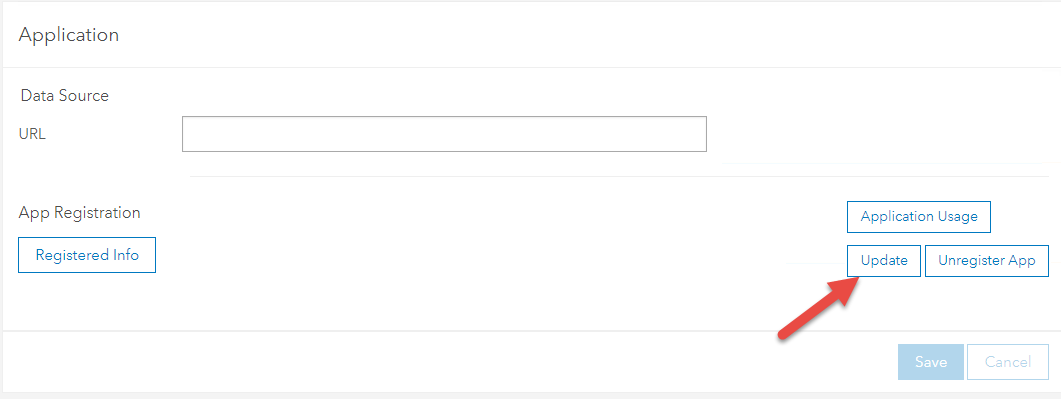 Application
Data Source
URL
App Registration
Application Usage
Registered Info
Update
Unregister App
Save
Cancel